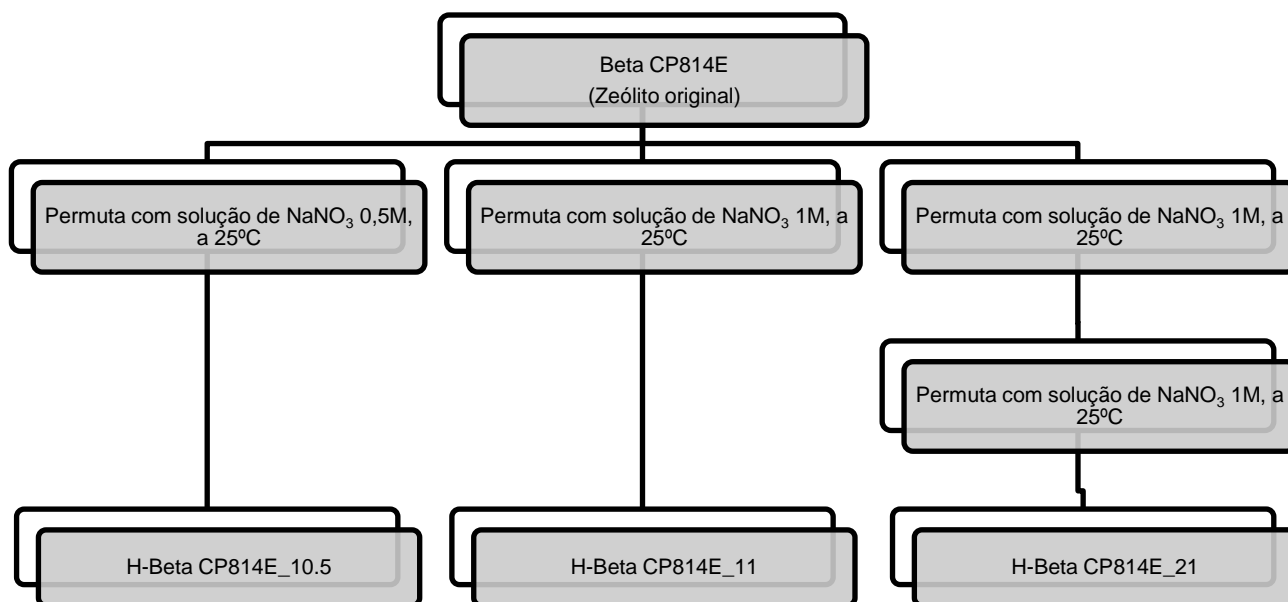 Beta CP814E
(Zeólito original)
Permuta com solução de NaNO₃ 0,5M,
a 25ºC
Permuta com solução de NaNO₃ 1M, a
25ºC
Permuta com solução de NaNO₃ 1M, a
25ºC
Permuta com solução de NaNO₃ 1M, a
25ºC
H-Beta CP814E_10.5
H-Beta CP814E_11
H-Beta CP814E_21